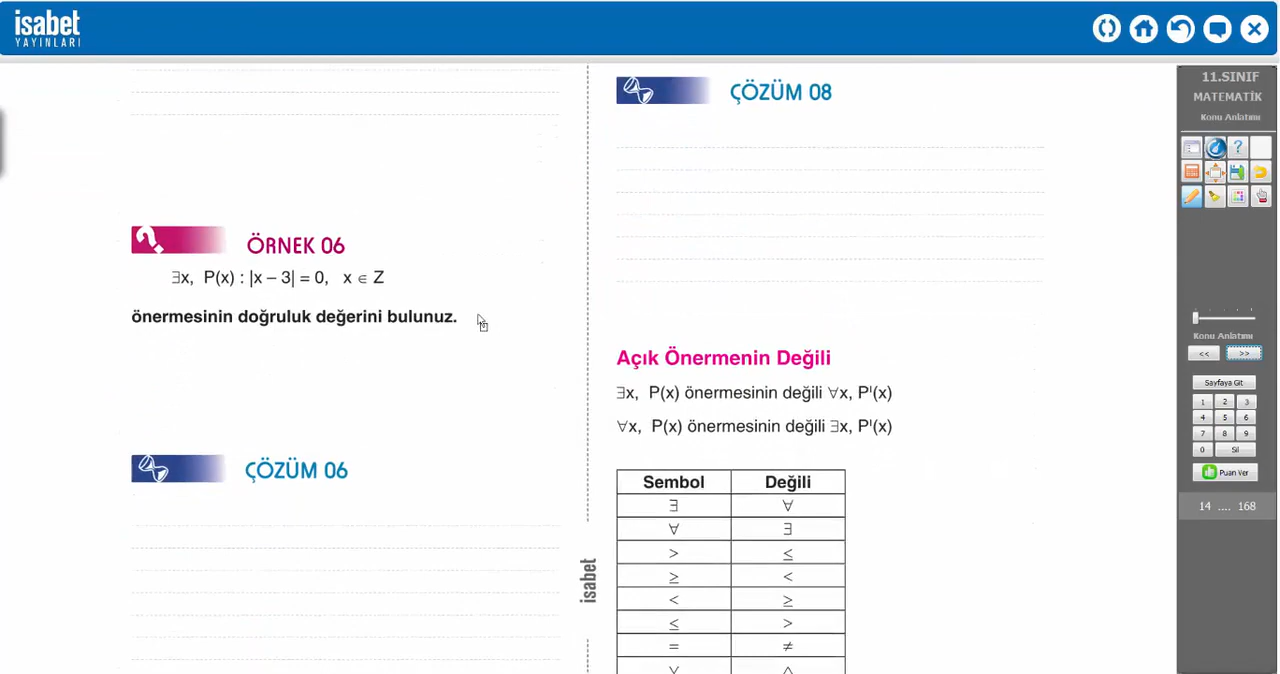 isabet
YAYINLARI
ÖRNEK 06
∃x, P(x) : |x – 3| = 0, x ∈ Z
önermesinin doğruluk değerini bulunuz.
ÇÖZÜM 06
isabet
ÇÖZÜM 08
Açık Önermenin Değili
∃x, P(x) önermesinin değili ∀x, Pᴵ(x)
∀x, P(x) önermesinin değili ∃x, Pᴵ(x)
Sembol Değili
∃ ∀
∀ ∃
> ≤
≥ <
< ≥
≤ >
= ≠
∨ ∧
11.SINIF
MATEMATİK
Konu Anlatımı
?
Konu Anlatımı
<< >>
Sayfaya Git
1 2 3
4 5 6
7 8 9
0 Sil
Puan Ver
14 .... 168